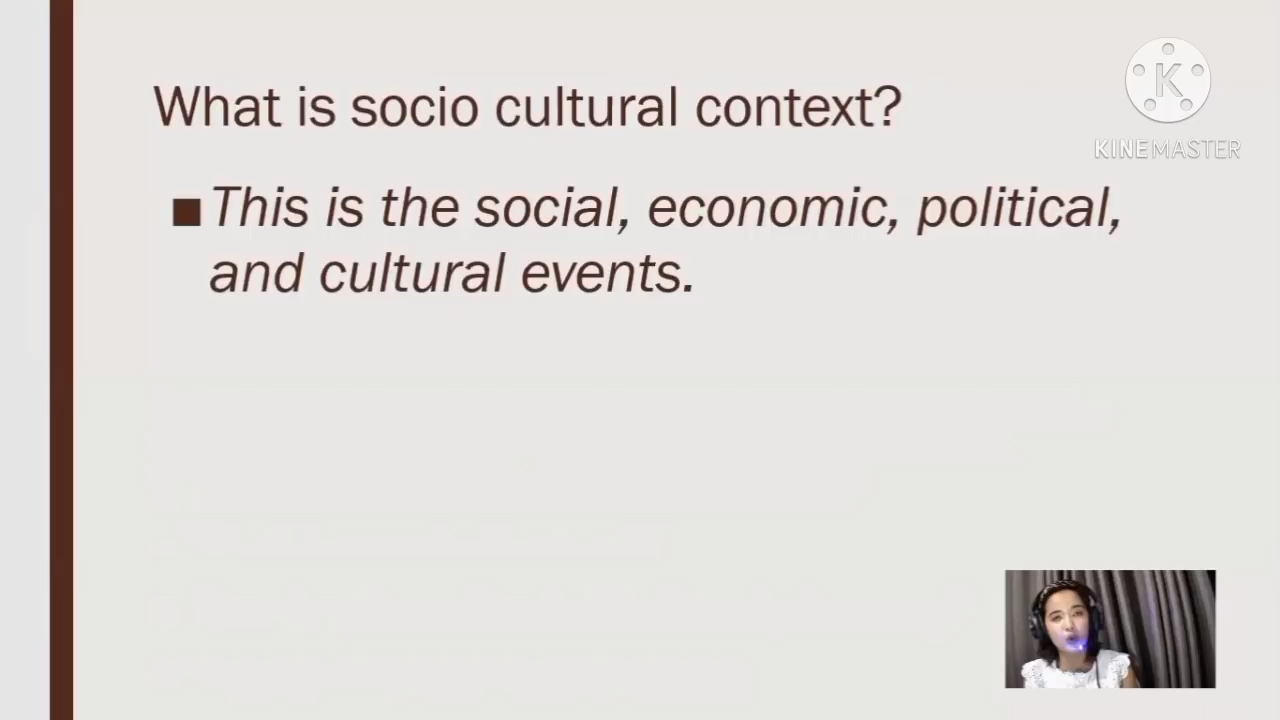 What is socio cultural context?
■ This is the social, economic, political,
and cultural events.
K
KINEMASTER